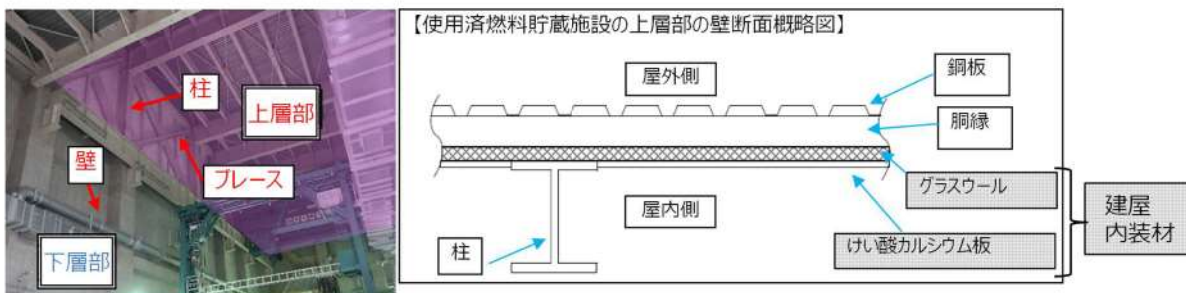 柱
上層部
壁
ブレース
下層部
【使用済燃料貯蔵施設の上層部の壁断面概略図】
屋外側
鋼板
胴縁
グラスウール
屋内側
柱
けい酸カルシウム板
建屋
内装材